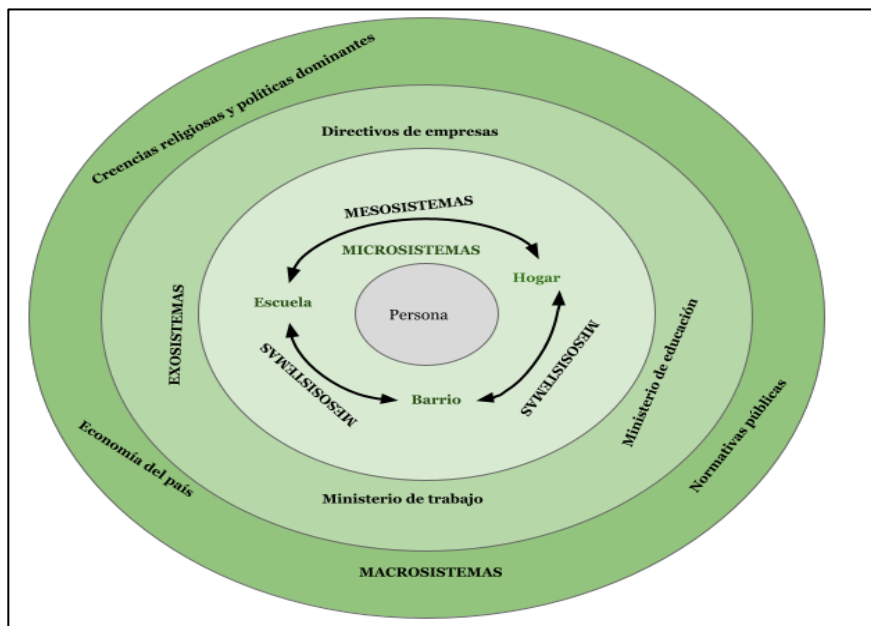 Creencias religiosas y políticas dominantes
Directivos de empresas
MESOSISTEMAS
MICROSISTEMAS
Hogar
Escuela
Persona
EXOSISTEMAS
MESOSISTEMAS
MESOSISTEMAS
Barrio
Ministerio de educación
Economía del país
Normativas públicas
Ministerio de trabajo
MACROSISTEMAS